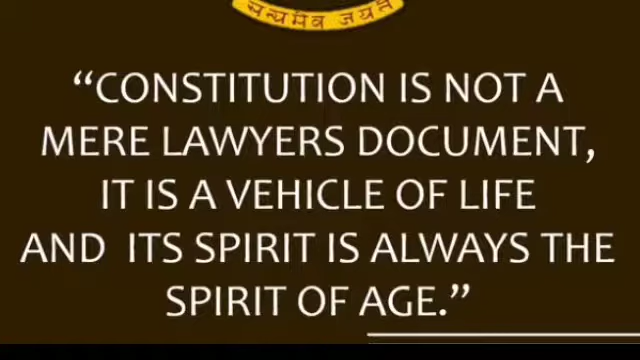 सत्यमेव जयते
“CONSTITUTION IS NOT A
MERE LAWYERS DOCUMENT,
IT IS A VEHICLE OF LIFE
AND ITS SPIRIT IS ALWAYS THE
SPIRIT OF AGE.”